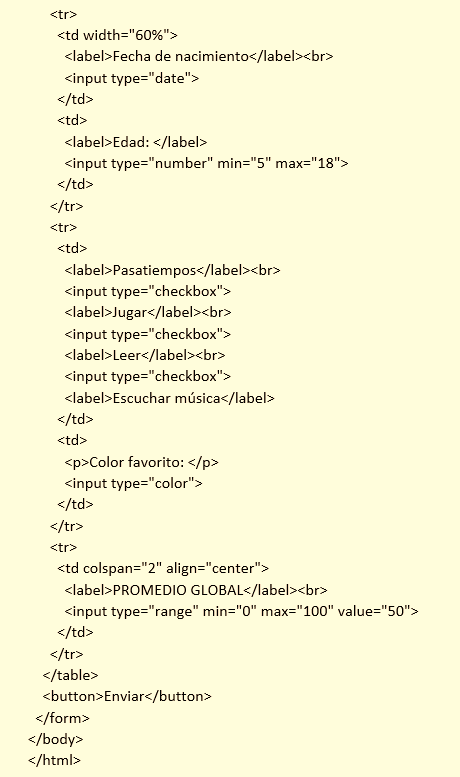 <tr>
<td width="60%">
<label>Fecha de nacimiento</label><br>
<input type="date">
</td>
<td>
<label>Edad: </label>
<input type="number" min="5" max="18">
</td>
</tr>
<tr>
<td>
<label>Pasatiempos</label><br>
<input type="checkbox">
<label>Jugar</label><br>
<input type="checkbox">
<label>Leer</label><br>
<input type="checkbox">
<label>Escuchar música</label>
</td>
<td>
<p>Color favorito: </p>
<input type="color">
</td>
</tr>
<tr>
<td colspan="2" align="center">
<label>PROMEDIO GLOBAL</label><br>
<input type="range" min="0" max="100" value="50">
</td>
</tr>
</table>
<button>Enviar</button>
</form>
</body>
</html>